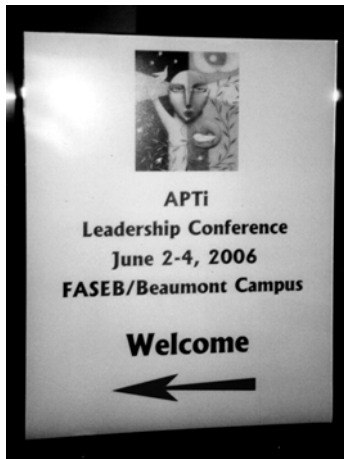 APTi
Leadership Conference
June 2-4, 2006
FASEB/Beaumont Campus
Welcome